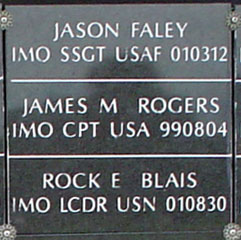 JASON FALEY
IMO SSGT USAF 010312
JAMES M ROGERS
IMO CPT USA 990804
ROCK E BLAIS
IMO LCDR USN 010830